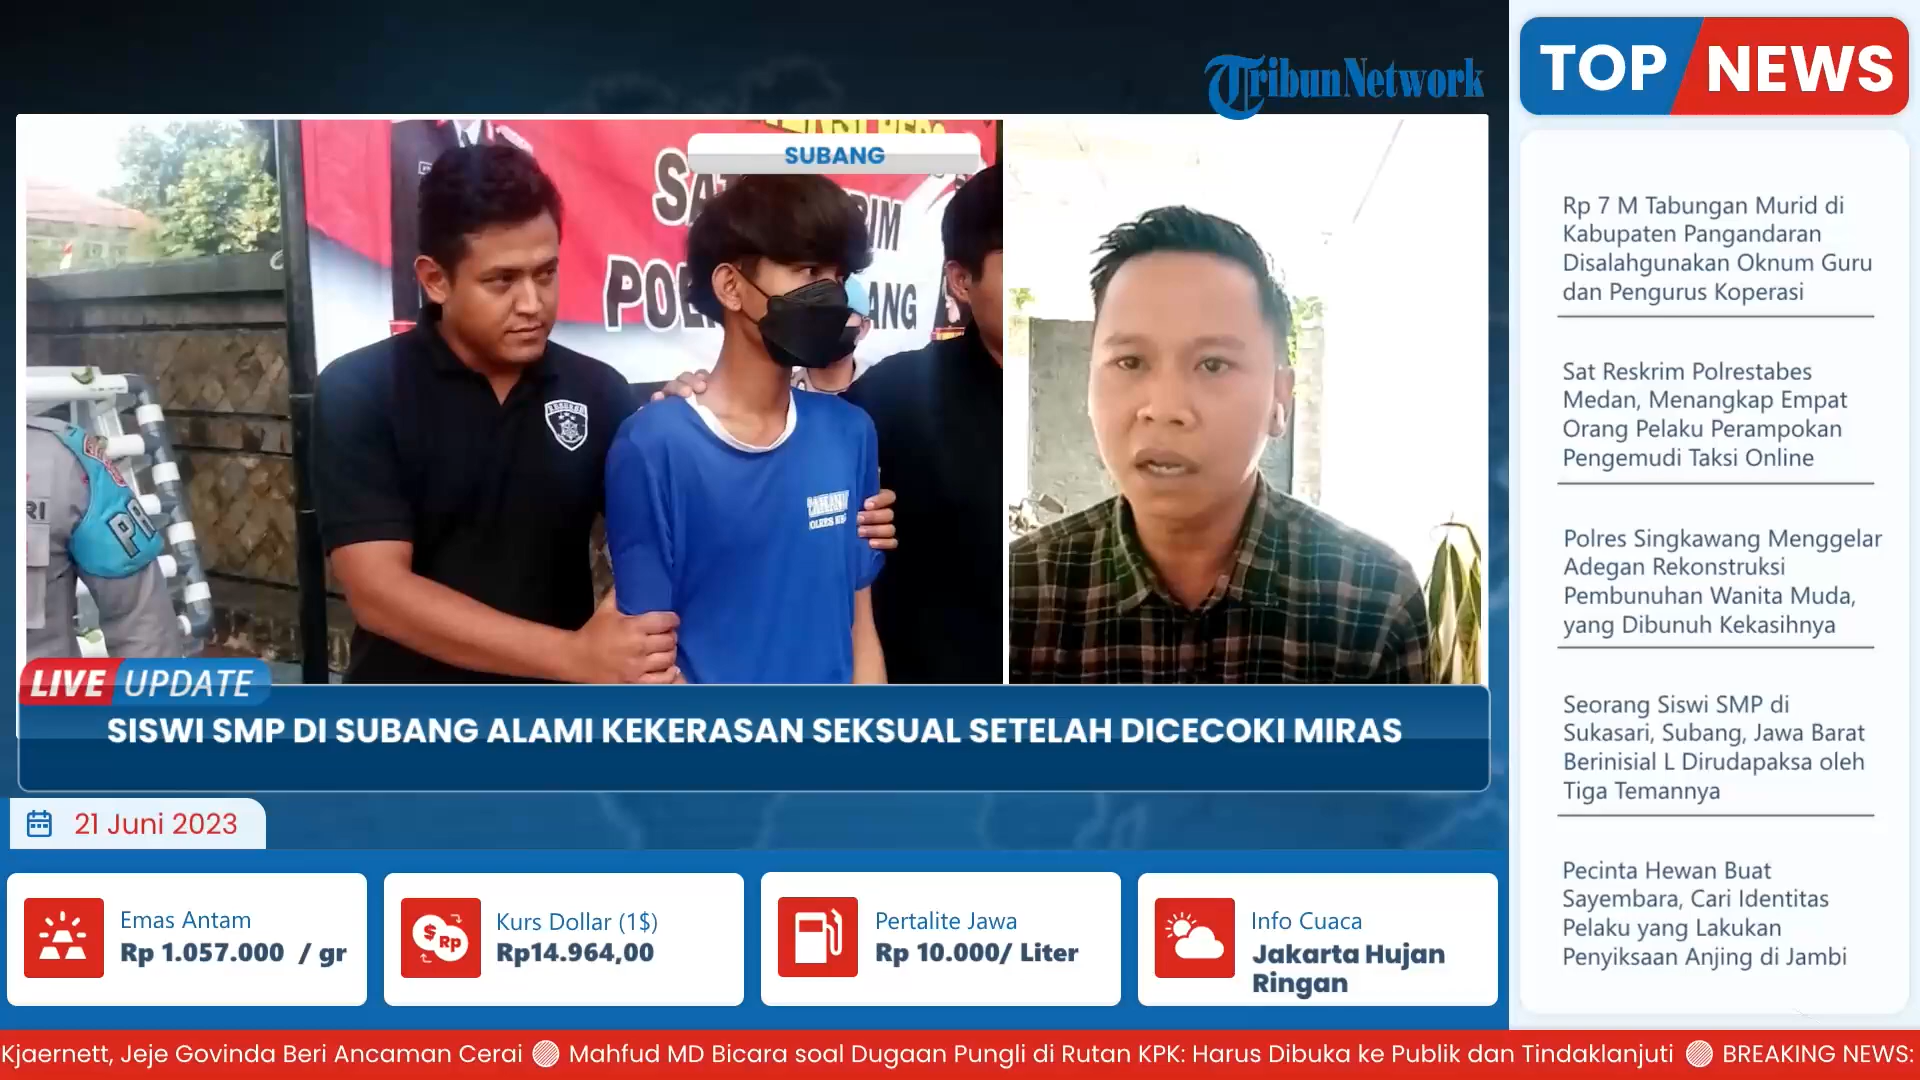 TribunNetwork
TOP NEWS
SUBANG
POL
ANG
LIVE UPDATE
SISWI SMP DI SUBANG ALAMI KEKERASAN SEKSUAL SETELAH DICECOKI MIRAS
21 Juni 2023
Emas Antam
Rp 1.057.000 / gr
Kurs Dollar (1$)
Rp14.964,00
Pertalite Jawa
Rp 10.000/ Liter
Info Cuaca
Jakarta Hujan
Ringan
Rp 7 M Tabungan Murid di
Kabupaten Pangandaran
Disalahgunakan Oknum Guru
dan Pengurus Koperasi
Sat Reskrim Polrestabes
Medan, Menangkap Empat
Orang Pelaku Perampokan
Pengemudi Taksi Online
Polres Singkawang Menggelar
Adegan Rekonstruksi
Pembunuhan Wanita Muda,
yang Dibunuh Kekasihnya
Seorang Siswi SMP di
Sukasari, Subang, Jawa Barat
Berinisial L Dirudapaksa oleh
Tiga Temannya
Pecinta Hewan Buat
Sayembara, Cari Identitas
Pelaku yang Lakukan
Penyiksaan Anjing di Jambi
Kjaernett, Jeje Govinda Beri Ancaman Cerai Mahfud MD Bicara soal Dugaan Pungli di Rutan KPK: Harus Dibuka ke Publik dan Tindaklanjuti BREAKING NEWS: